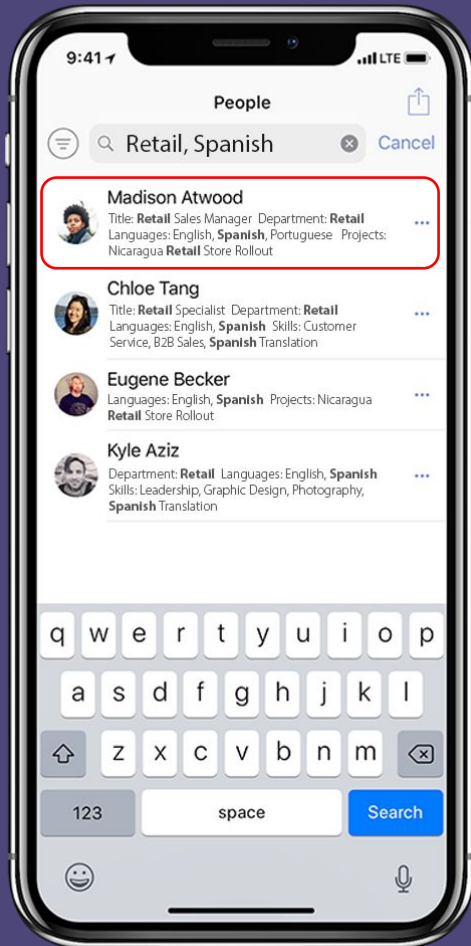 9:41 LTE
People
Retail, Spanish Cancel
Madison Atwood
Title: Retail Sales Manager Department: Retail
Languages: English, Spanish, Portuguese Projects:
Nicaragua Retail Store Rollout
Chloe Tang
Title: Retail Specialist Department: Retail
Languages: English, Spanish Skills: Customer
Service, B2B Sales, Spanish Translation
Eugene Becker
Languages: English, Spanish Projects: Nicaragua
Retail Store Rollout
Kyle Aziz
Department: Retail Languages: English, Spanish
Skills: Leadership, Graphic Design, Photography,
Spanish Translation
q w e r t y u i o p
a s d f g h j k l
z x c v b n m
123 space Search